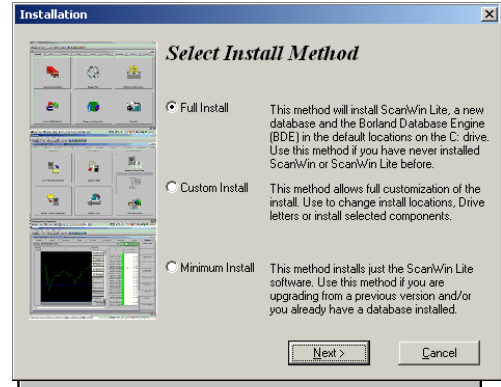 Installation
Select Install Method
Full Install
This method will install ScanWin Lite, a new
database and the Borland Database Engine
(BDE) in the default locations on the C: drive.
Use this method if you have never installed
ScanWin or ScanWin Lite before.
Custom Install
This method allows full customization of the
install. Use to change install locations, Drive
letters or install selected components.
Minimum Install
This method installs just the ScanWin Lite
software. Use this method if you are
upgrading from a previous version and/or
you already have a database installed.
Next >
Cancel